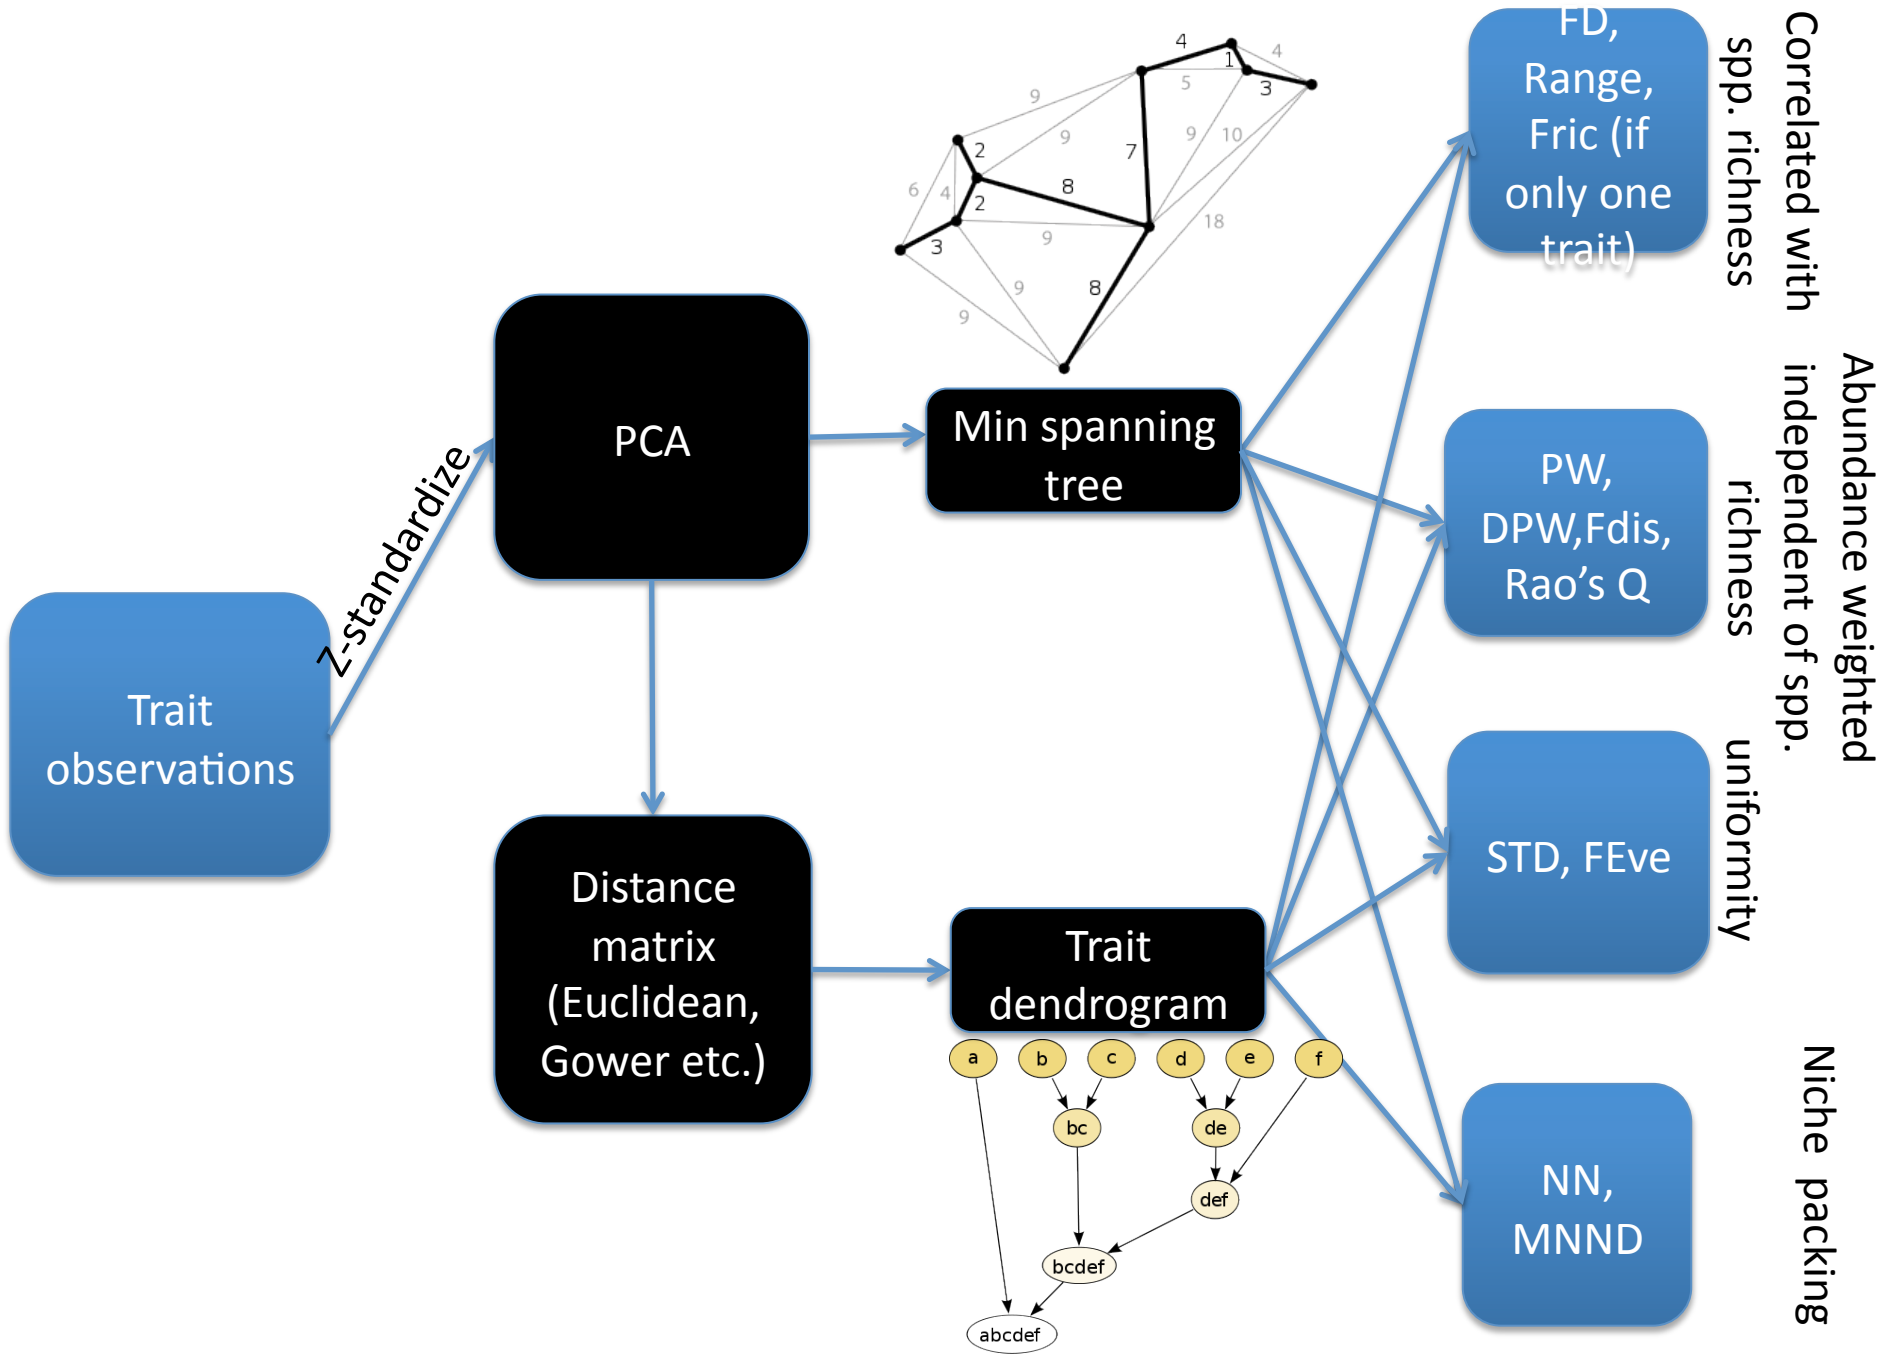 Trait
observations
Z-standardize
PCA
Distance
matrix
(Euclidean,
Gower etc.)
4
1
4
5
3
9
9
7
9
10
2
6
4
2
8
18
3
9
9
8
9
Min spanning
tree
Trait
dendrogram
a
b
c
d
e
f
bc
de
def
bcdef
abcdef
FD,
Range,
Fric (if
only one
trait)
Correlated with
spp. richness
PW,
DPW,Fdis,
Rao’s Q
Abundance weighted
independent of spp.
richness
STD, FEve
uniformity
NN,
MNND
Niche packing